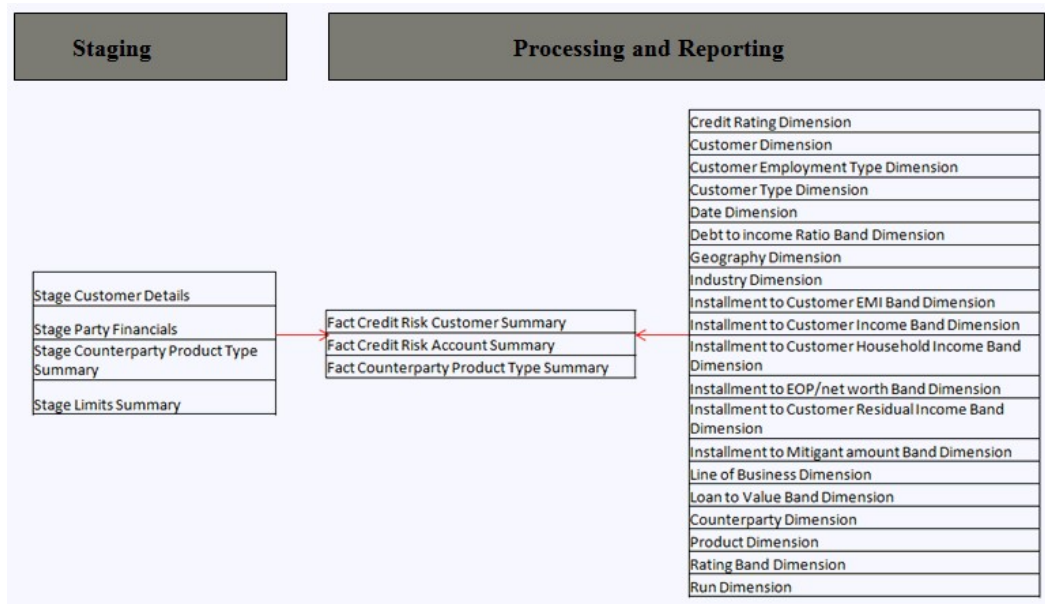 Staging
Processing and Reporting
Stage Customer Details
Stage Party Financials
Stage Counterparty Product Type
Summary
Stage Limits Summary
Fact Credit Risk Customer Summary
Fact Credit Risk Account Summary
Fact Counterparty Product Type Summary
Credit Rating Dimension
Customer Dimension
Customer Employment Type Dimension
Customer Type Dimension
Date Dimension
Debt to income Ratio Band Dimension
Geography Dimension
Industry Dimension
Installment to Customer EMI Band Dimension
Installment to Customer Income Band Dimension
Installment to Customer Household Income Band
Dimension
Installment to EOP/net worth Band Dimension
Installment to Customer Residual Income Band
Dimension
Installment to Mitigant amount Band Dimension
Line of Business Dimension
Loan to Value Band Dimension
Counterparty Dimension
Product Dimension
Rating Band Dimension
Run Dimension